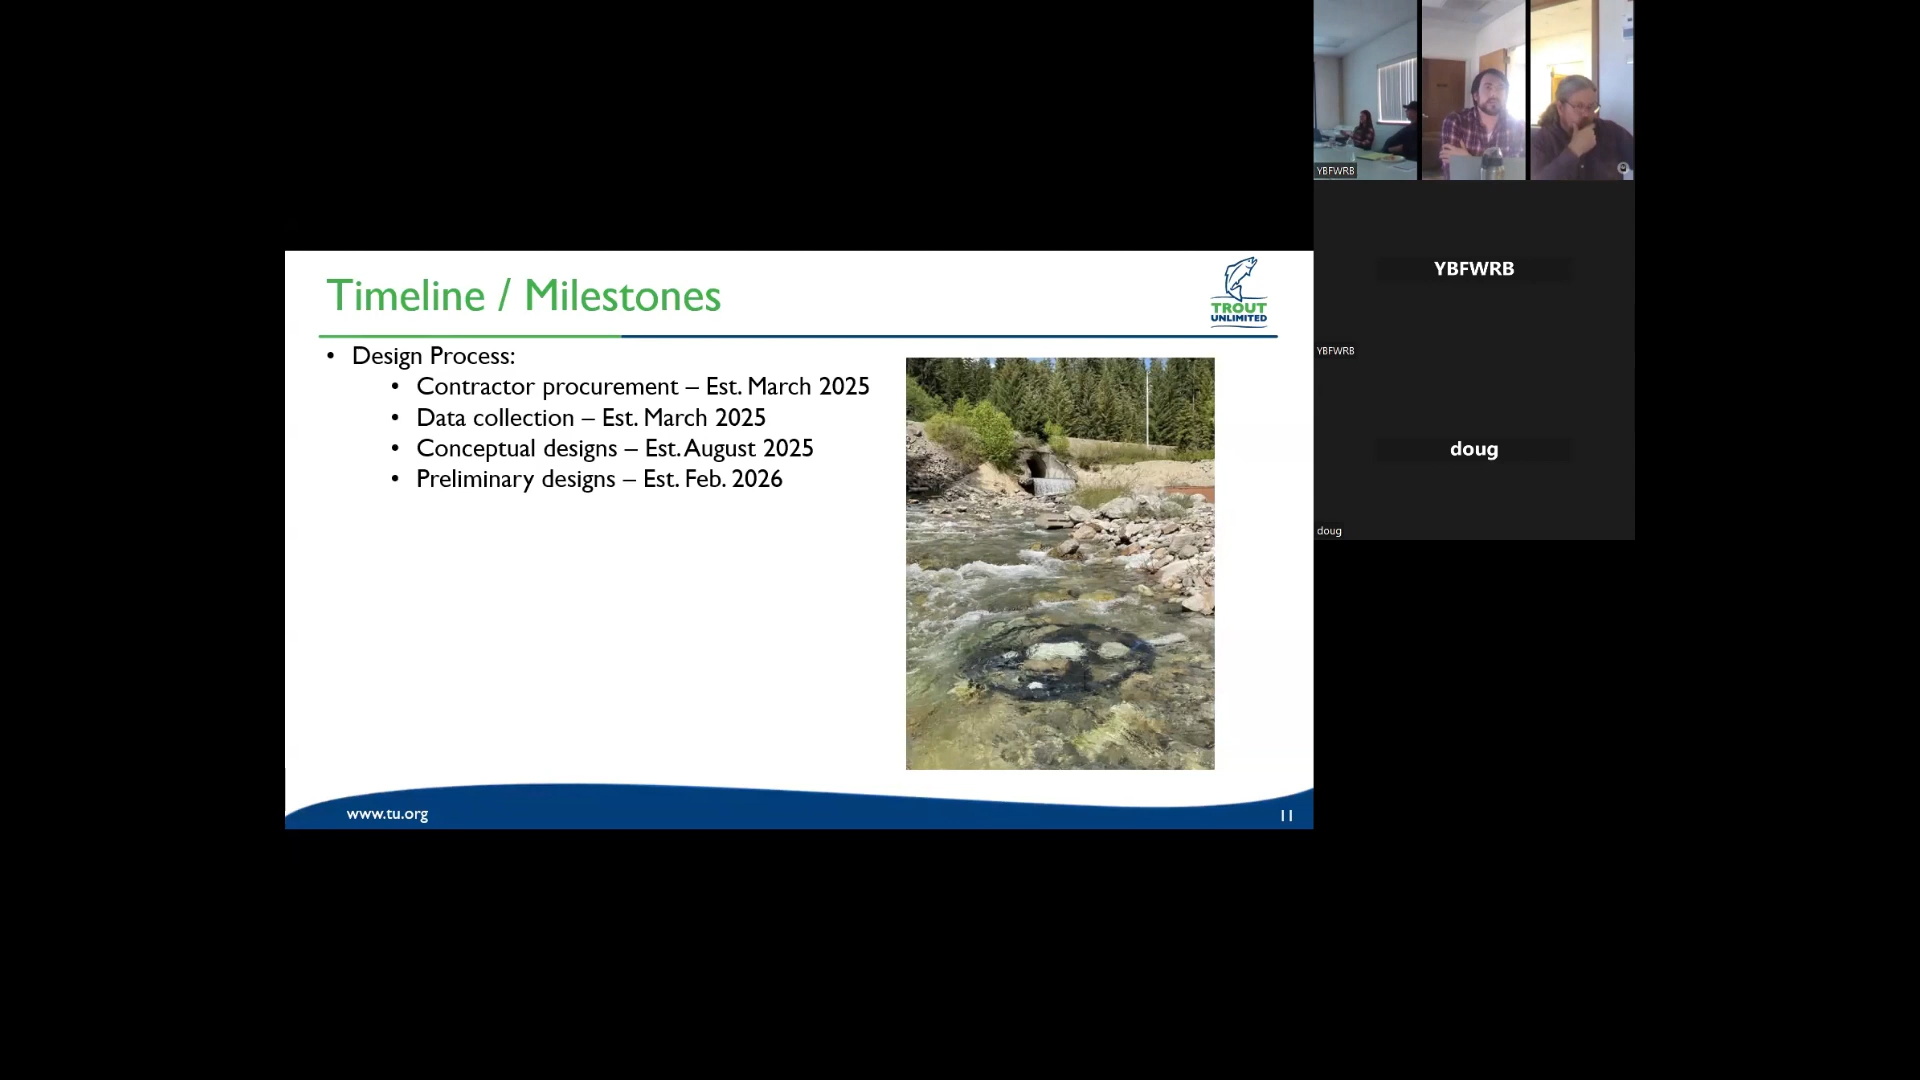 Timeline / Milestones
TROUT
UNLIMITED
• Design Process:
• Contractor procurement – Est. March 2025
• Data collection – Est. March 2025
• Conceptual designs – Est. August 2025
• Preliminary designs – Est. Feb. 2026
www.tu.org
11
YBFWRB
YBFWRB
YBFWRB
doug
doug